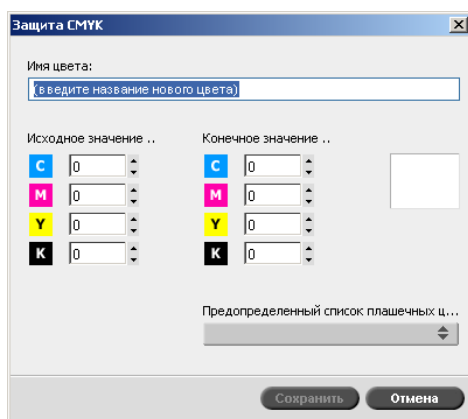 Защита CMYK
Имя цвета:
(введите название нового цвета)
Исходное значение ..
Конечное значение ..
C 0 C 0
M 0 M 0
Y 0 Y 0
K 0 K 0
Предопределенный список плашечных ц...
Сохранить Отмена